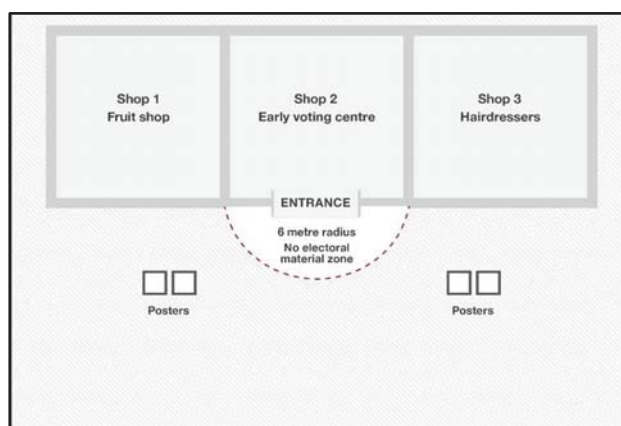 Shop 1
Fruit shop
Shop 2
Early voting centre
Shop 3
Hairdressers
ENTRANCE
6 metre radius
No electoral
material zone
Posters
Posters